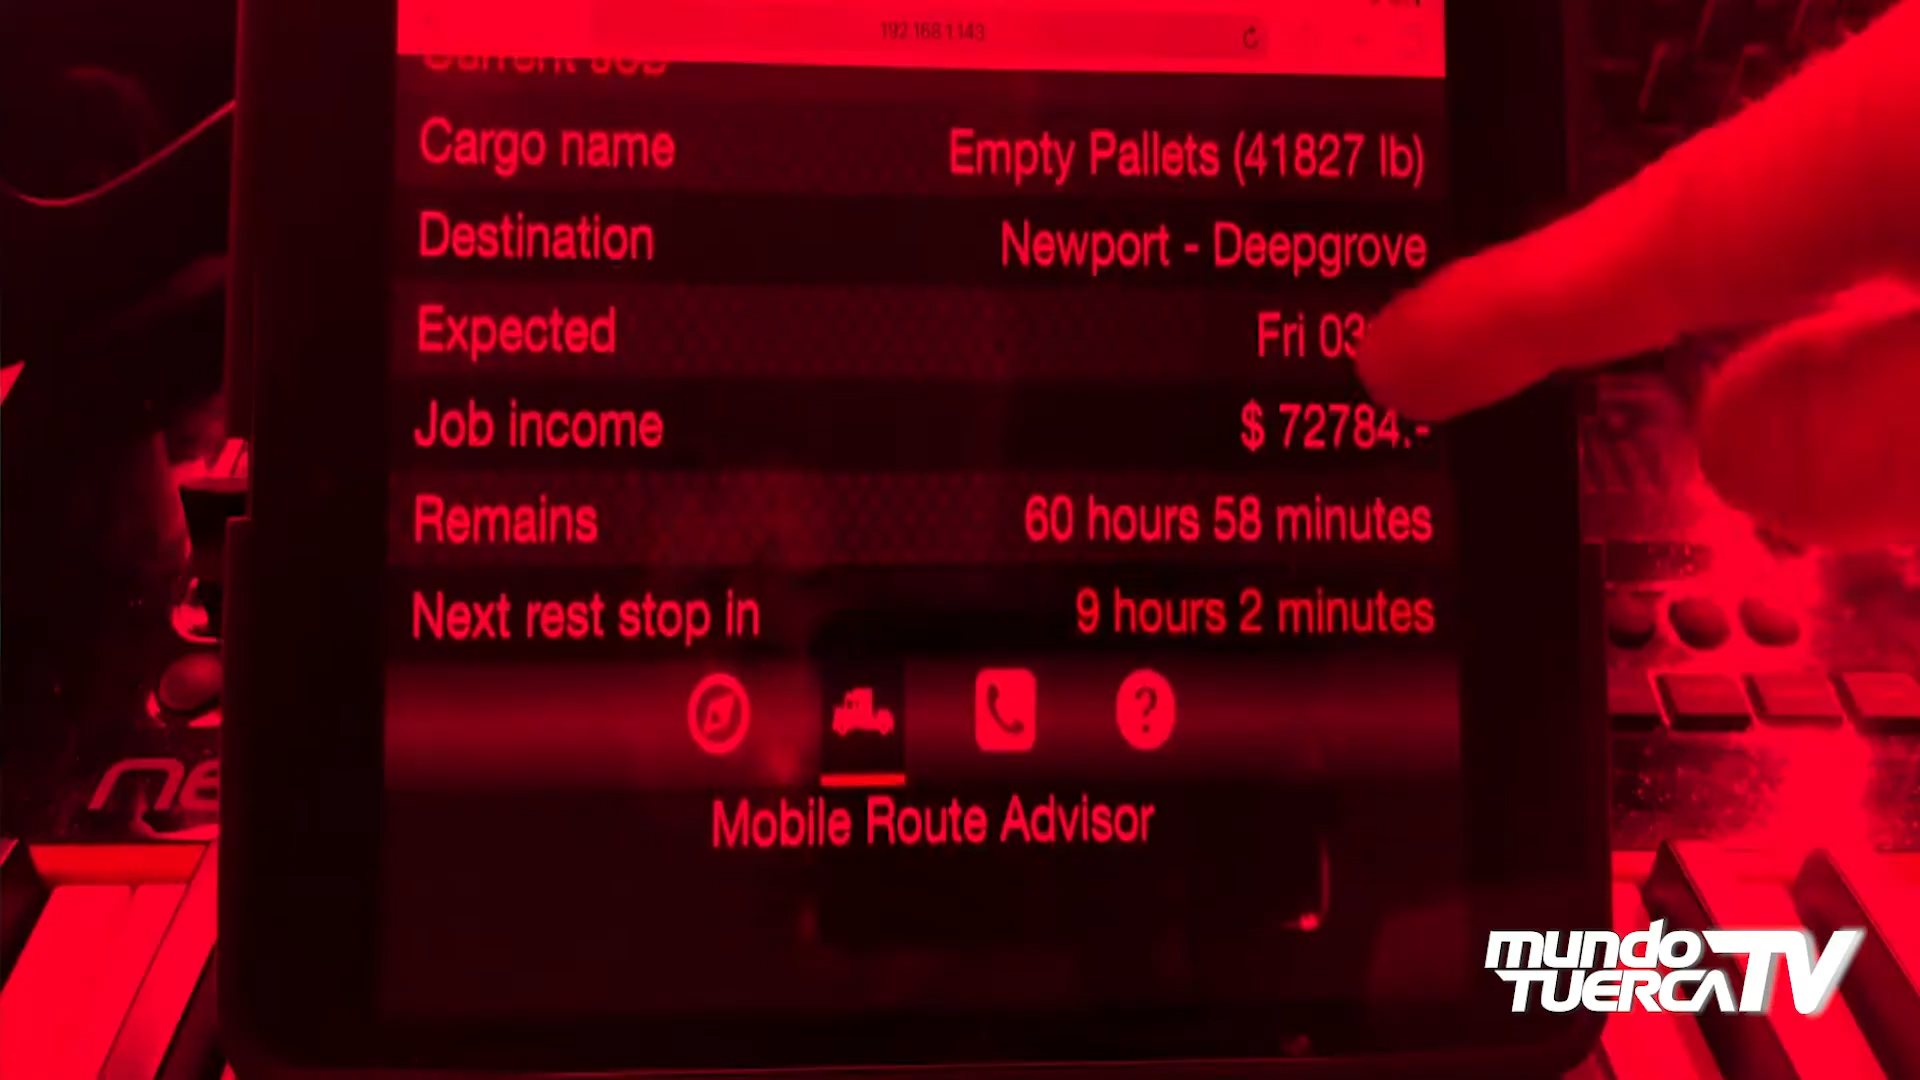 192.168.1.143
Current Job
Cargo name Empty Pallets (41827 lb)
Destination Newport - Deepgrove
Expected Fri 03
Job income $ 72784.-
Remains 60 hours 58 minutes
Next rest stop in 9 hours 2 minutes
?
Mobile Route Advisor
mundo
TUERCA TV